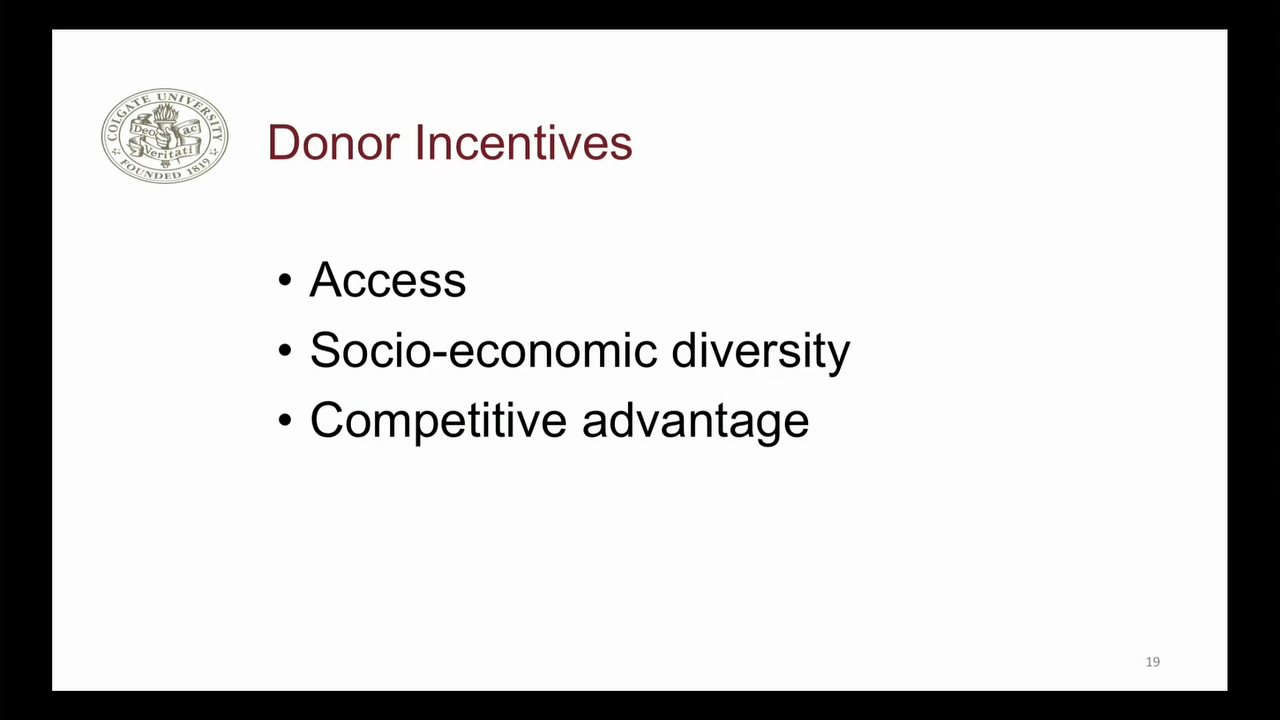 COLGATE UNIVERSITY
Deo ac
Veritati
FOUNDED 1819
Donor Incentives
• Access
• Socio-economic diversity
• Competitive advantage
19